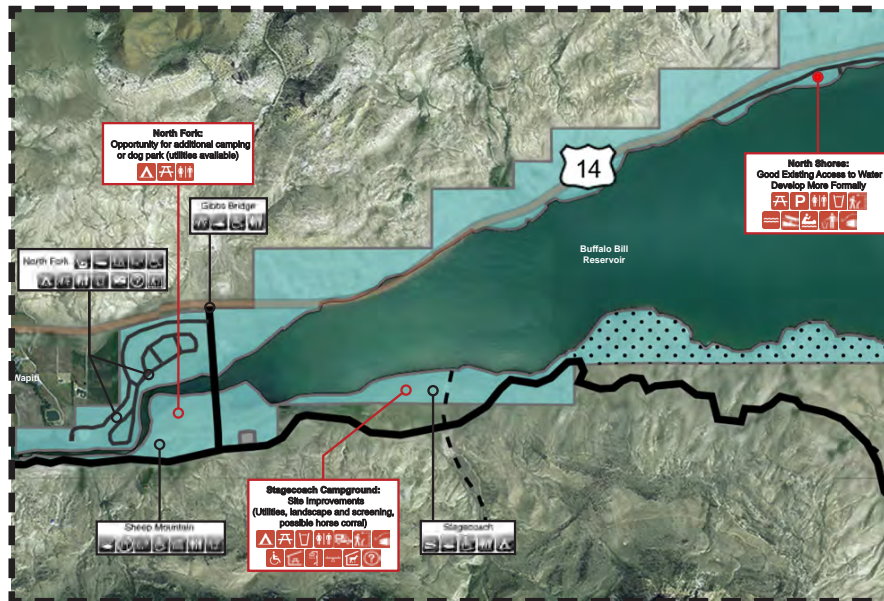 North Fork:
Opportunity for additional camping
or dog park (utilities available)
Gibbs Bridge
14
North Shores:
Good Existing Access to Water
Develop More Formally
P
North Fork
?
Buffalo Bill
Reservoir
Wapiti
Stagecoach Campground:
Site Improvements
(Utilities, landscape and screening,
possible horse corral)
?
Sheep Mountain
Stagecoach